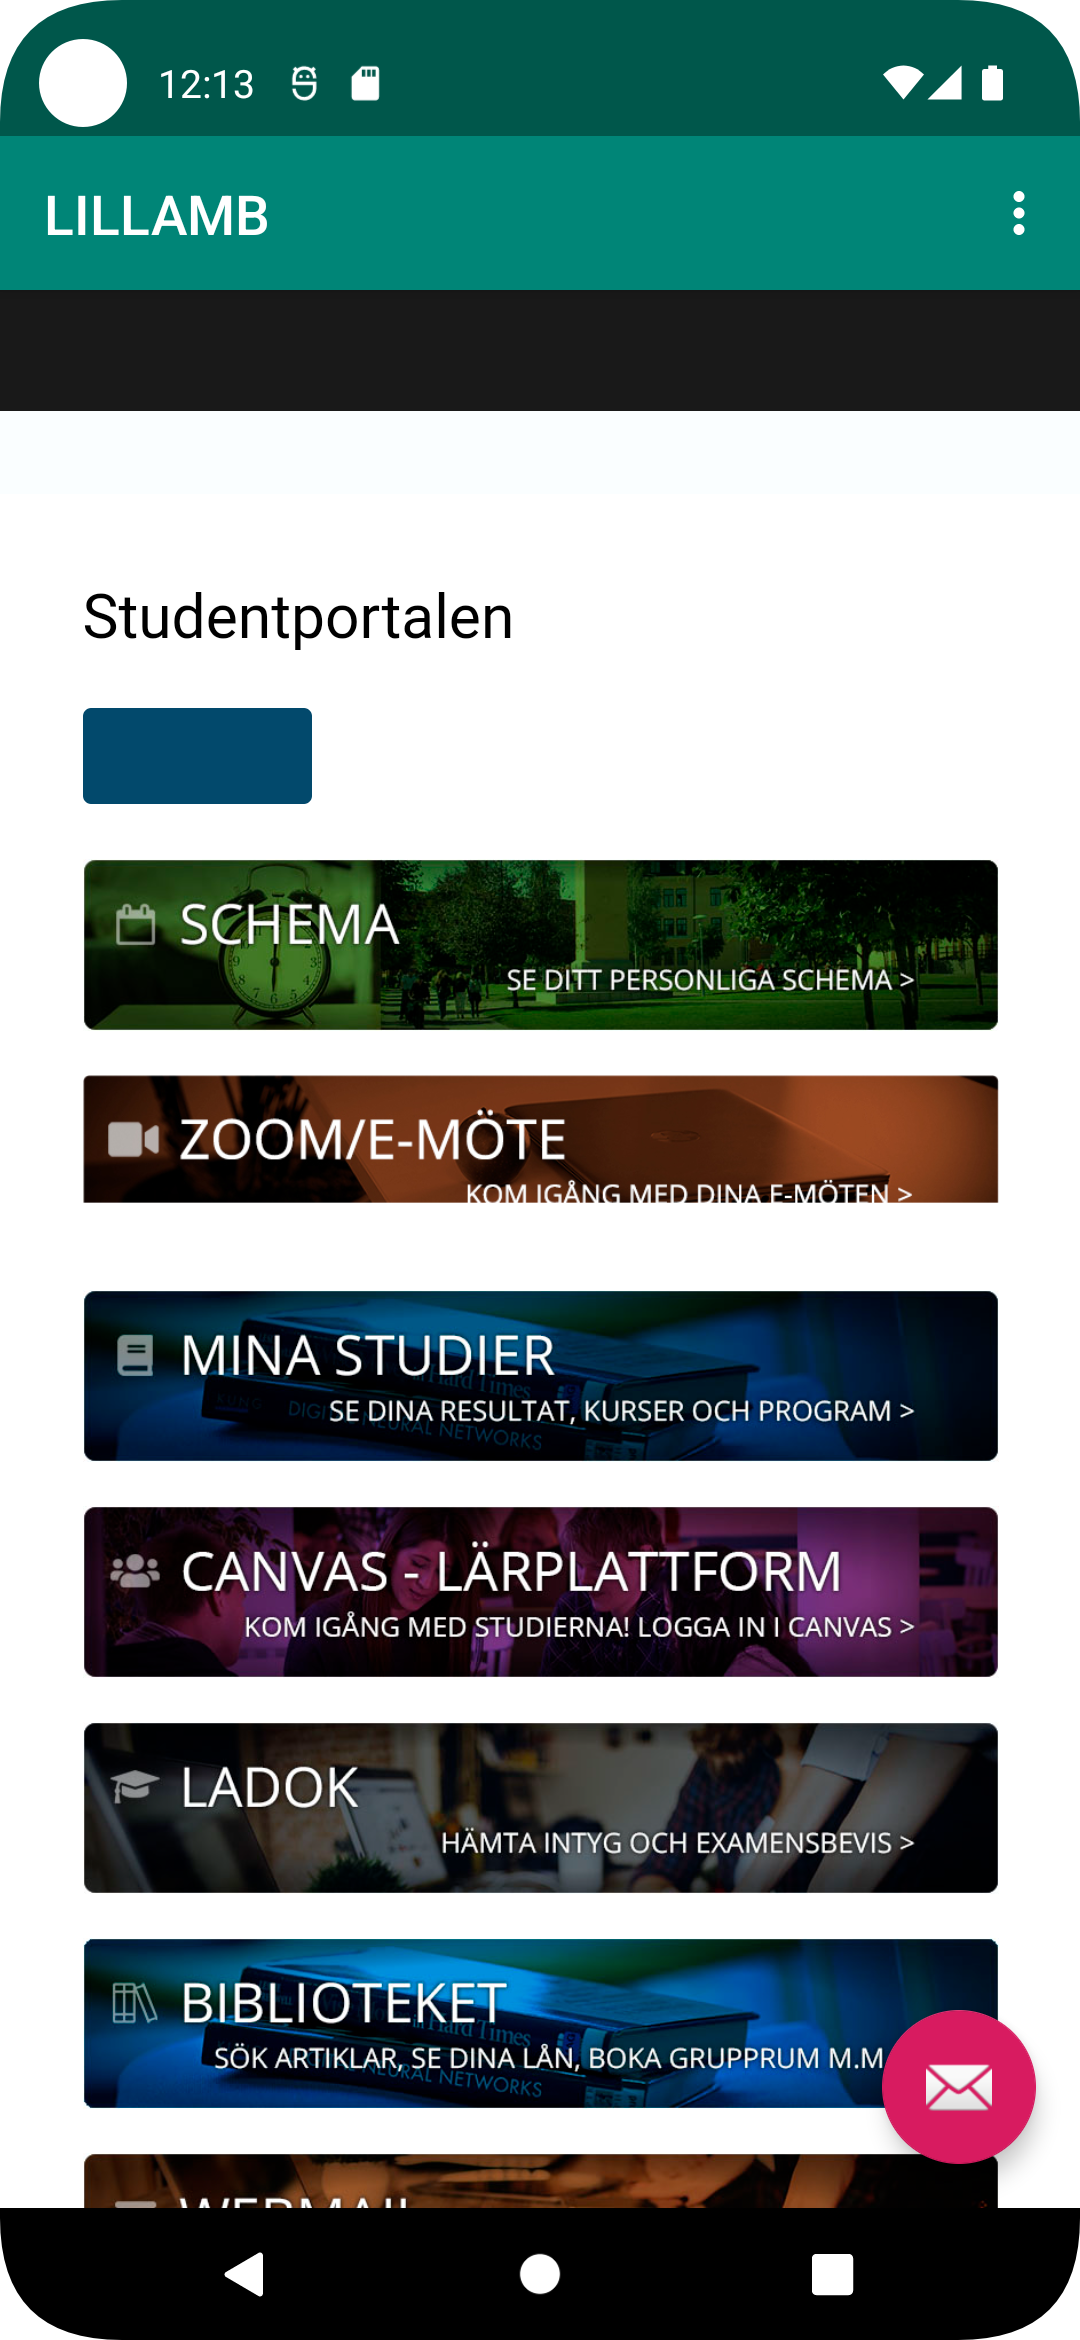 12:13
LILLAMB
Studentportalen
SCHEMA
SE DITT PERSONLIGA SCHEMA >
ZOOM/E-MÖTE
KOM IGÅNG MED DINA E-MÖTEN >
MINA STUDIER
SE DINA RESULTAT, KURSER OCH PROGRAM >
CANVAS - LÄRPLATTFORM
KOM IGÅNG MED STUDIERNA! LOGGA IN I CANVAS >
LADOK
HÄMTA INTYG OCH EXAMENSBEVIS >
BIBLIOTEKET
SÖK ARTIKLAR, SE DINA LÅN, BOKA GRUPPRUM M.M
WEBMAIL